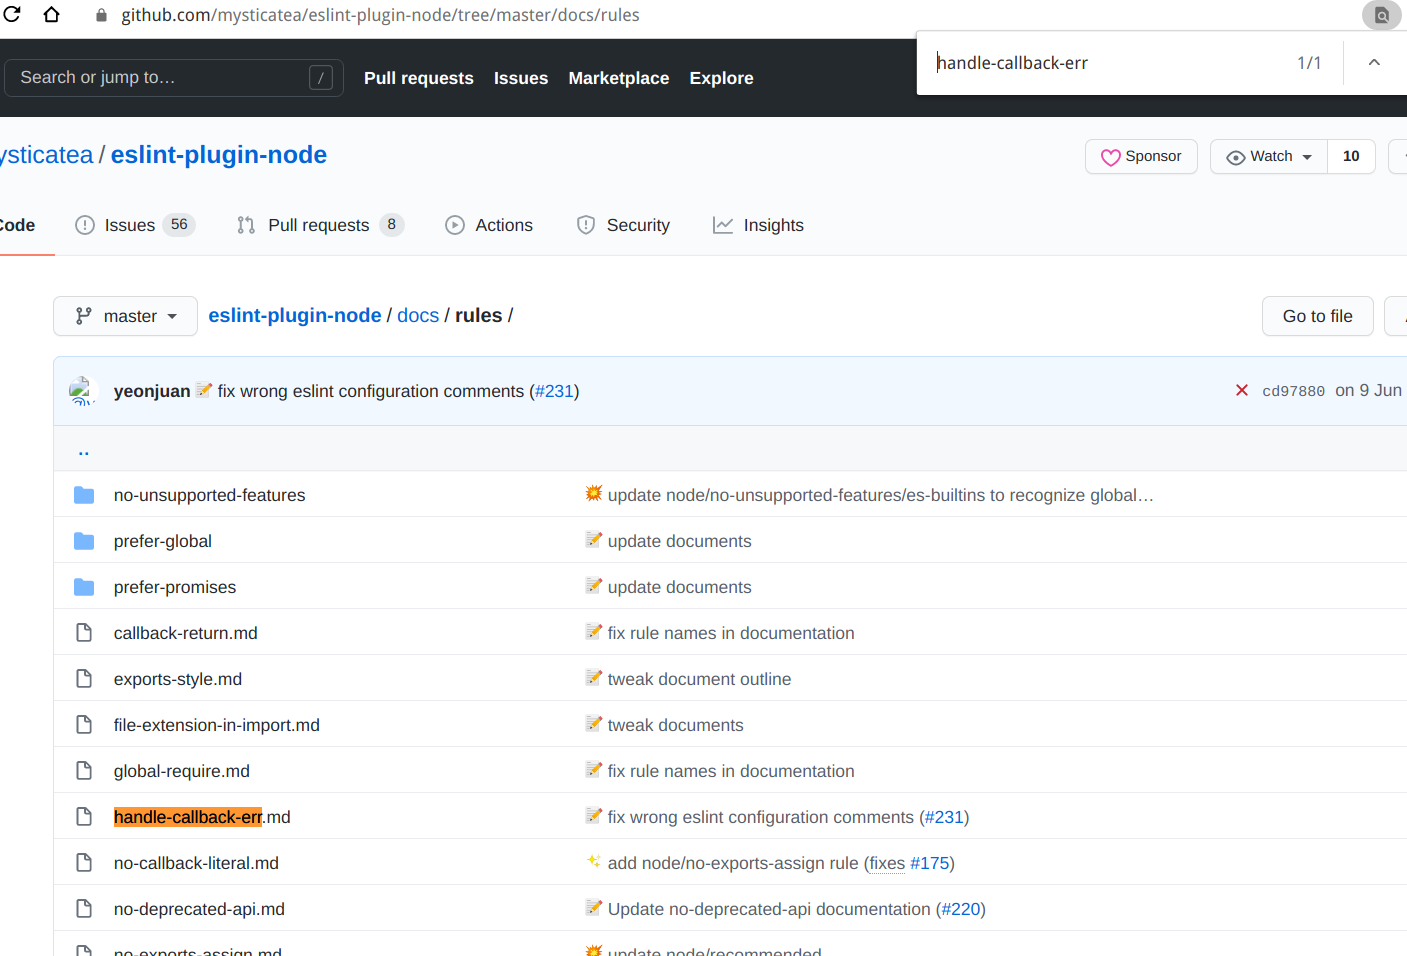 github.com/mysticatea/eslint-plugin-node/tree/master/docs/rules
handle-callback-err 1/1
Search or jump to… / Pull requests Issues Marketplace Explore
ysticatea / eslint-plugin-node Sponsor Watch 10
Code Issues 56 Pull requests 8 Actions Security Insights
master eslint-plugin-node / docs / rules / Go to file
yeonjuan 📝 fix wrong eslint configuration comments (#231) cd97880 on 9 Jun
..
no-unsupported-features 💥 update node/no-unsupported-features/es-builtins to recognize global…
prefer-global 📝 update documents
prefer-promises 📝 update documents
callback-return.md 📝 fix rule names in documentation
exports-style.md 📝 tweak document outline
file-extension-in-import.md 📝 tweak documents
global-require.md 📝 fix rule names in documentation
handle-callback-err.md 📝 fix wrong eslint configuration comments (#231)
no-callback-literal.md ✨ add node/no-exports-assign rule (fixes #175)
no-deprecated-api.md 📝 Update no-deprecated-api documentation (#220)
no-exports-assign.md 💥 update node/recommended